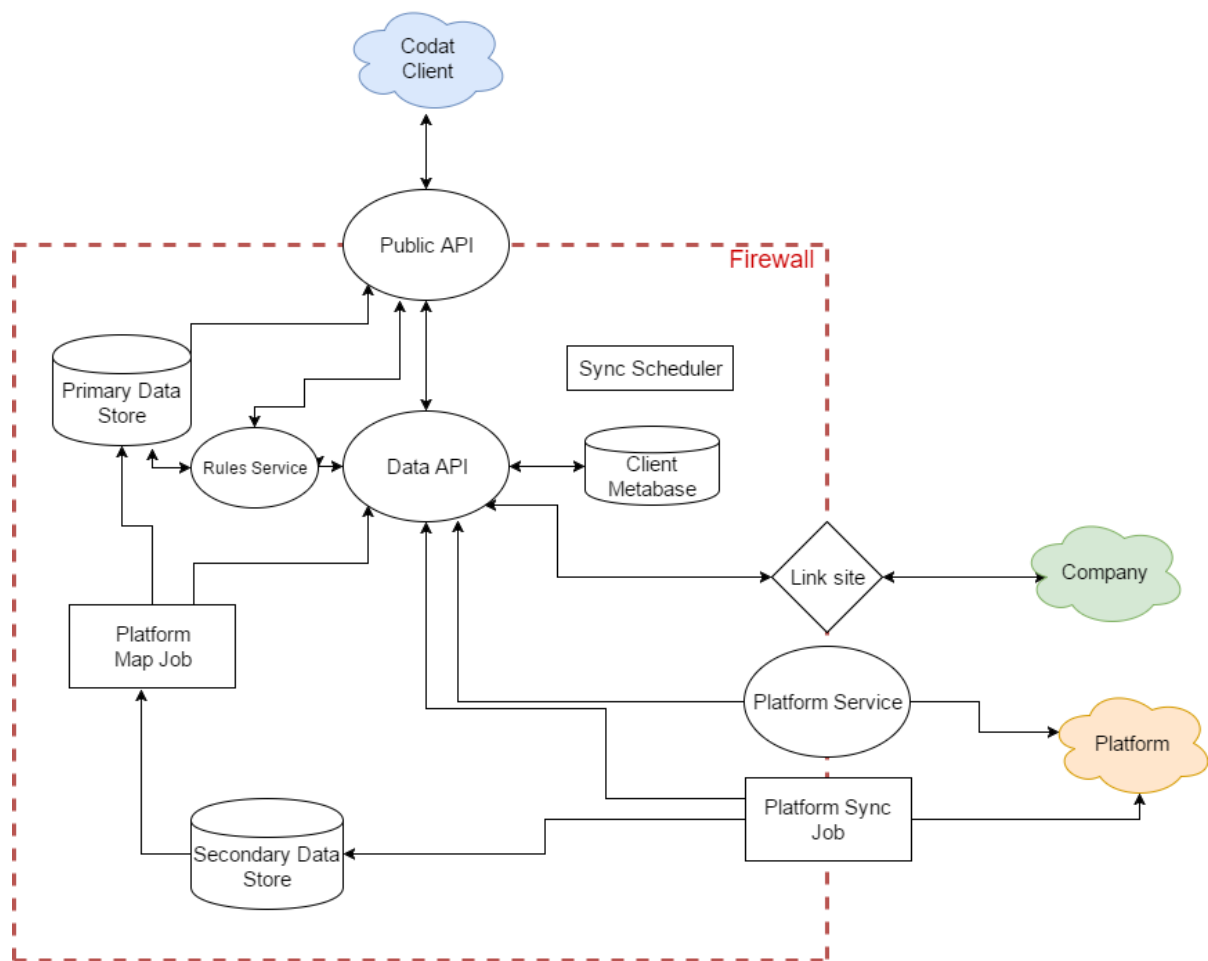 Codat
Client
Public API
Firewall
Sync Scheduler
Primary Data
Store
Rules Service
Data API
Client
Metabase
Link site
Company
Platform
Map Job
Platform Service
Platform
Platform Sync
Job
Secondary Data
Store